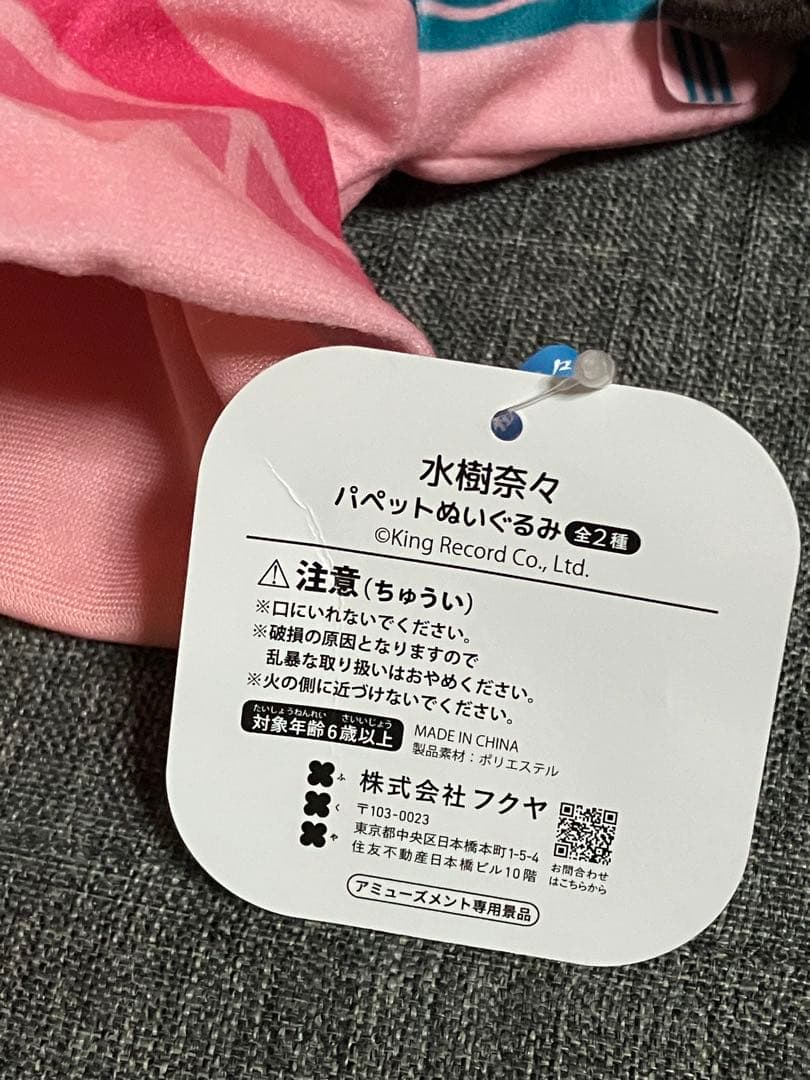 水樹奈々
パペットぬいぐるみ 全2種
©King Record Co., Ltd.
⚠注意(ちゅうい)
※口にいれないでください。
※破損の原因となりますので
乱暴な取り扱いはおやめください。
※火の側に近づけないでください。
たいしょうねんれい さいいじょう
対象年齢6歳以上
MADE IN CHINA
製品素材:ポリエステル
ふくや
株式会社フクヤ
〒103-0023
東京都中央区日本橋本町1-5-4
住友不動産日本橋ビル10階
お問合わせ
はこちらから
アミューズメント専用景品